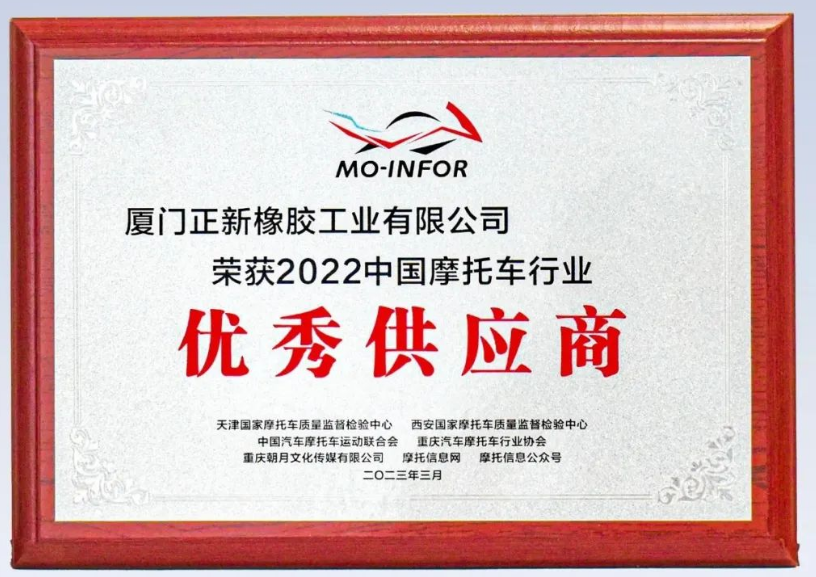 MO-INFOR
厦门正新橡胶工业有限公司
荣获2022中国摩托车行业
优秀供应商
天津国家摩托车质量监督检验中心 西安国家摩托车质量监督检验中心
中国汽车摩托车运动联合会 重庆汽车摩托车行业协会
重庆朝月文化传媒有限公司 摩托信息网 摩托信息公众号
二〇二三年三月